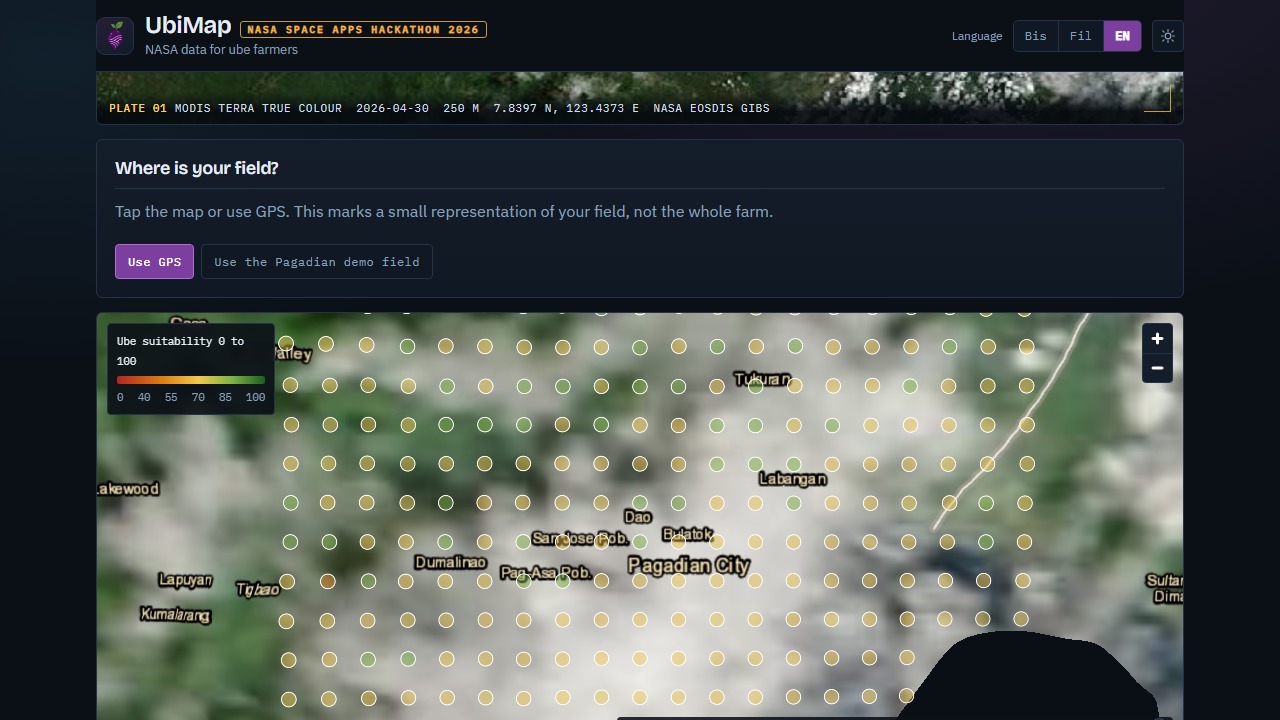 UbiMap NASA SPACE APPS HACKATHON 2026
NASA data for ube farmers
Language Bis Fil EN
PLATE 01 MODIS TERRA TRUE COLOUR 2026-04-30 250 M 7.8397 N, 123.4373 E NASA EOSDIS GIBS
Where is your field?
Tap the map or use GPS. This marks a small representation of your field, not the whole farm.
Use GPS
Use the Pagadian demo field
Ube suitability 0 to
100
0 40 55 70 85 100
+
−
Valley
Tukuran
Labangan
akewood
Dao
San Jose Pob.
Bulatok
Dumalinao
Pag-Asa Pob.
Pagadian City
Lapuyan
Tigbao
Kumalarang
Sultan
Dima